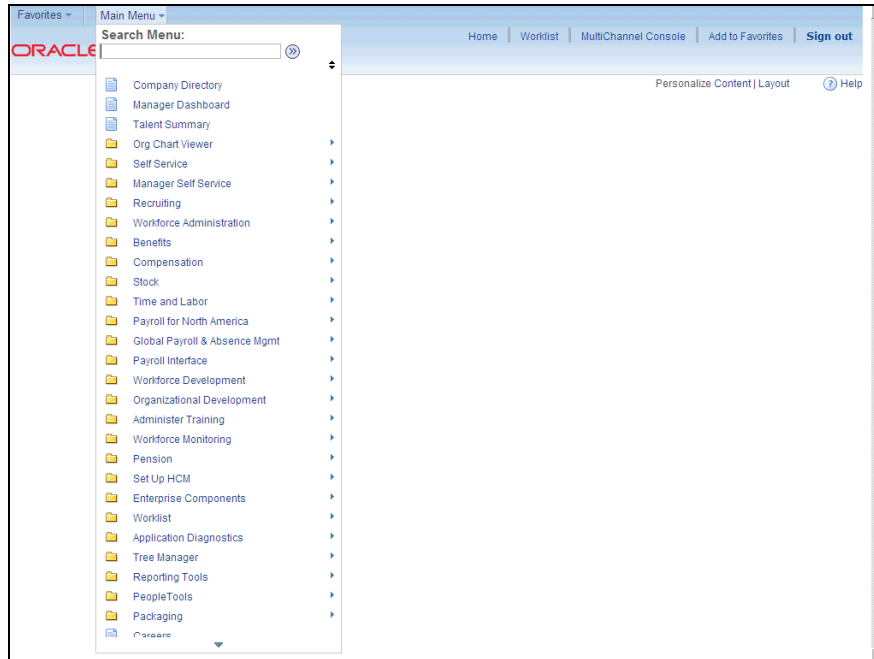 Favorites
Main Menu
Search Menu:
ORACLE
Home
Worklist
MultiChannel Console
Add to Favorites
Sign out
Personalize Content | Layout
? Help
Company Directory
Manager Dashboard
Talent Summary
Org Chart Viewer
Self Service
Manager Self Service
Recruiting
Workforce Administration
Benefits
Compensation
Stock
Time and Labor
Payroll for North America
Global Payroll & Absence Mgmt
Payroll Interface
Workforce Development
Organizational Development
Administer Training
Workforce Monitoring
Pension
Set Up HCM
Enterprise Components
Worklist
Application Diagnostics
Tree Manager
Reporting Tools
PeopleTools
Packaging
Careers